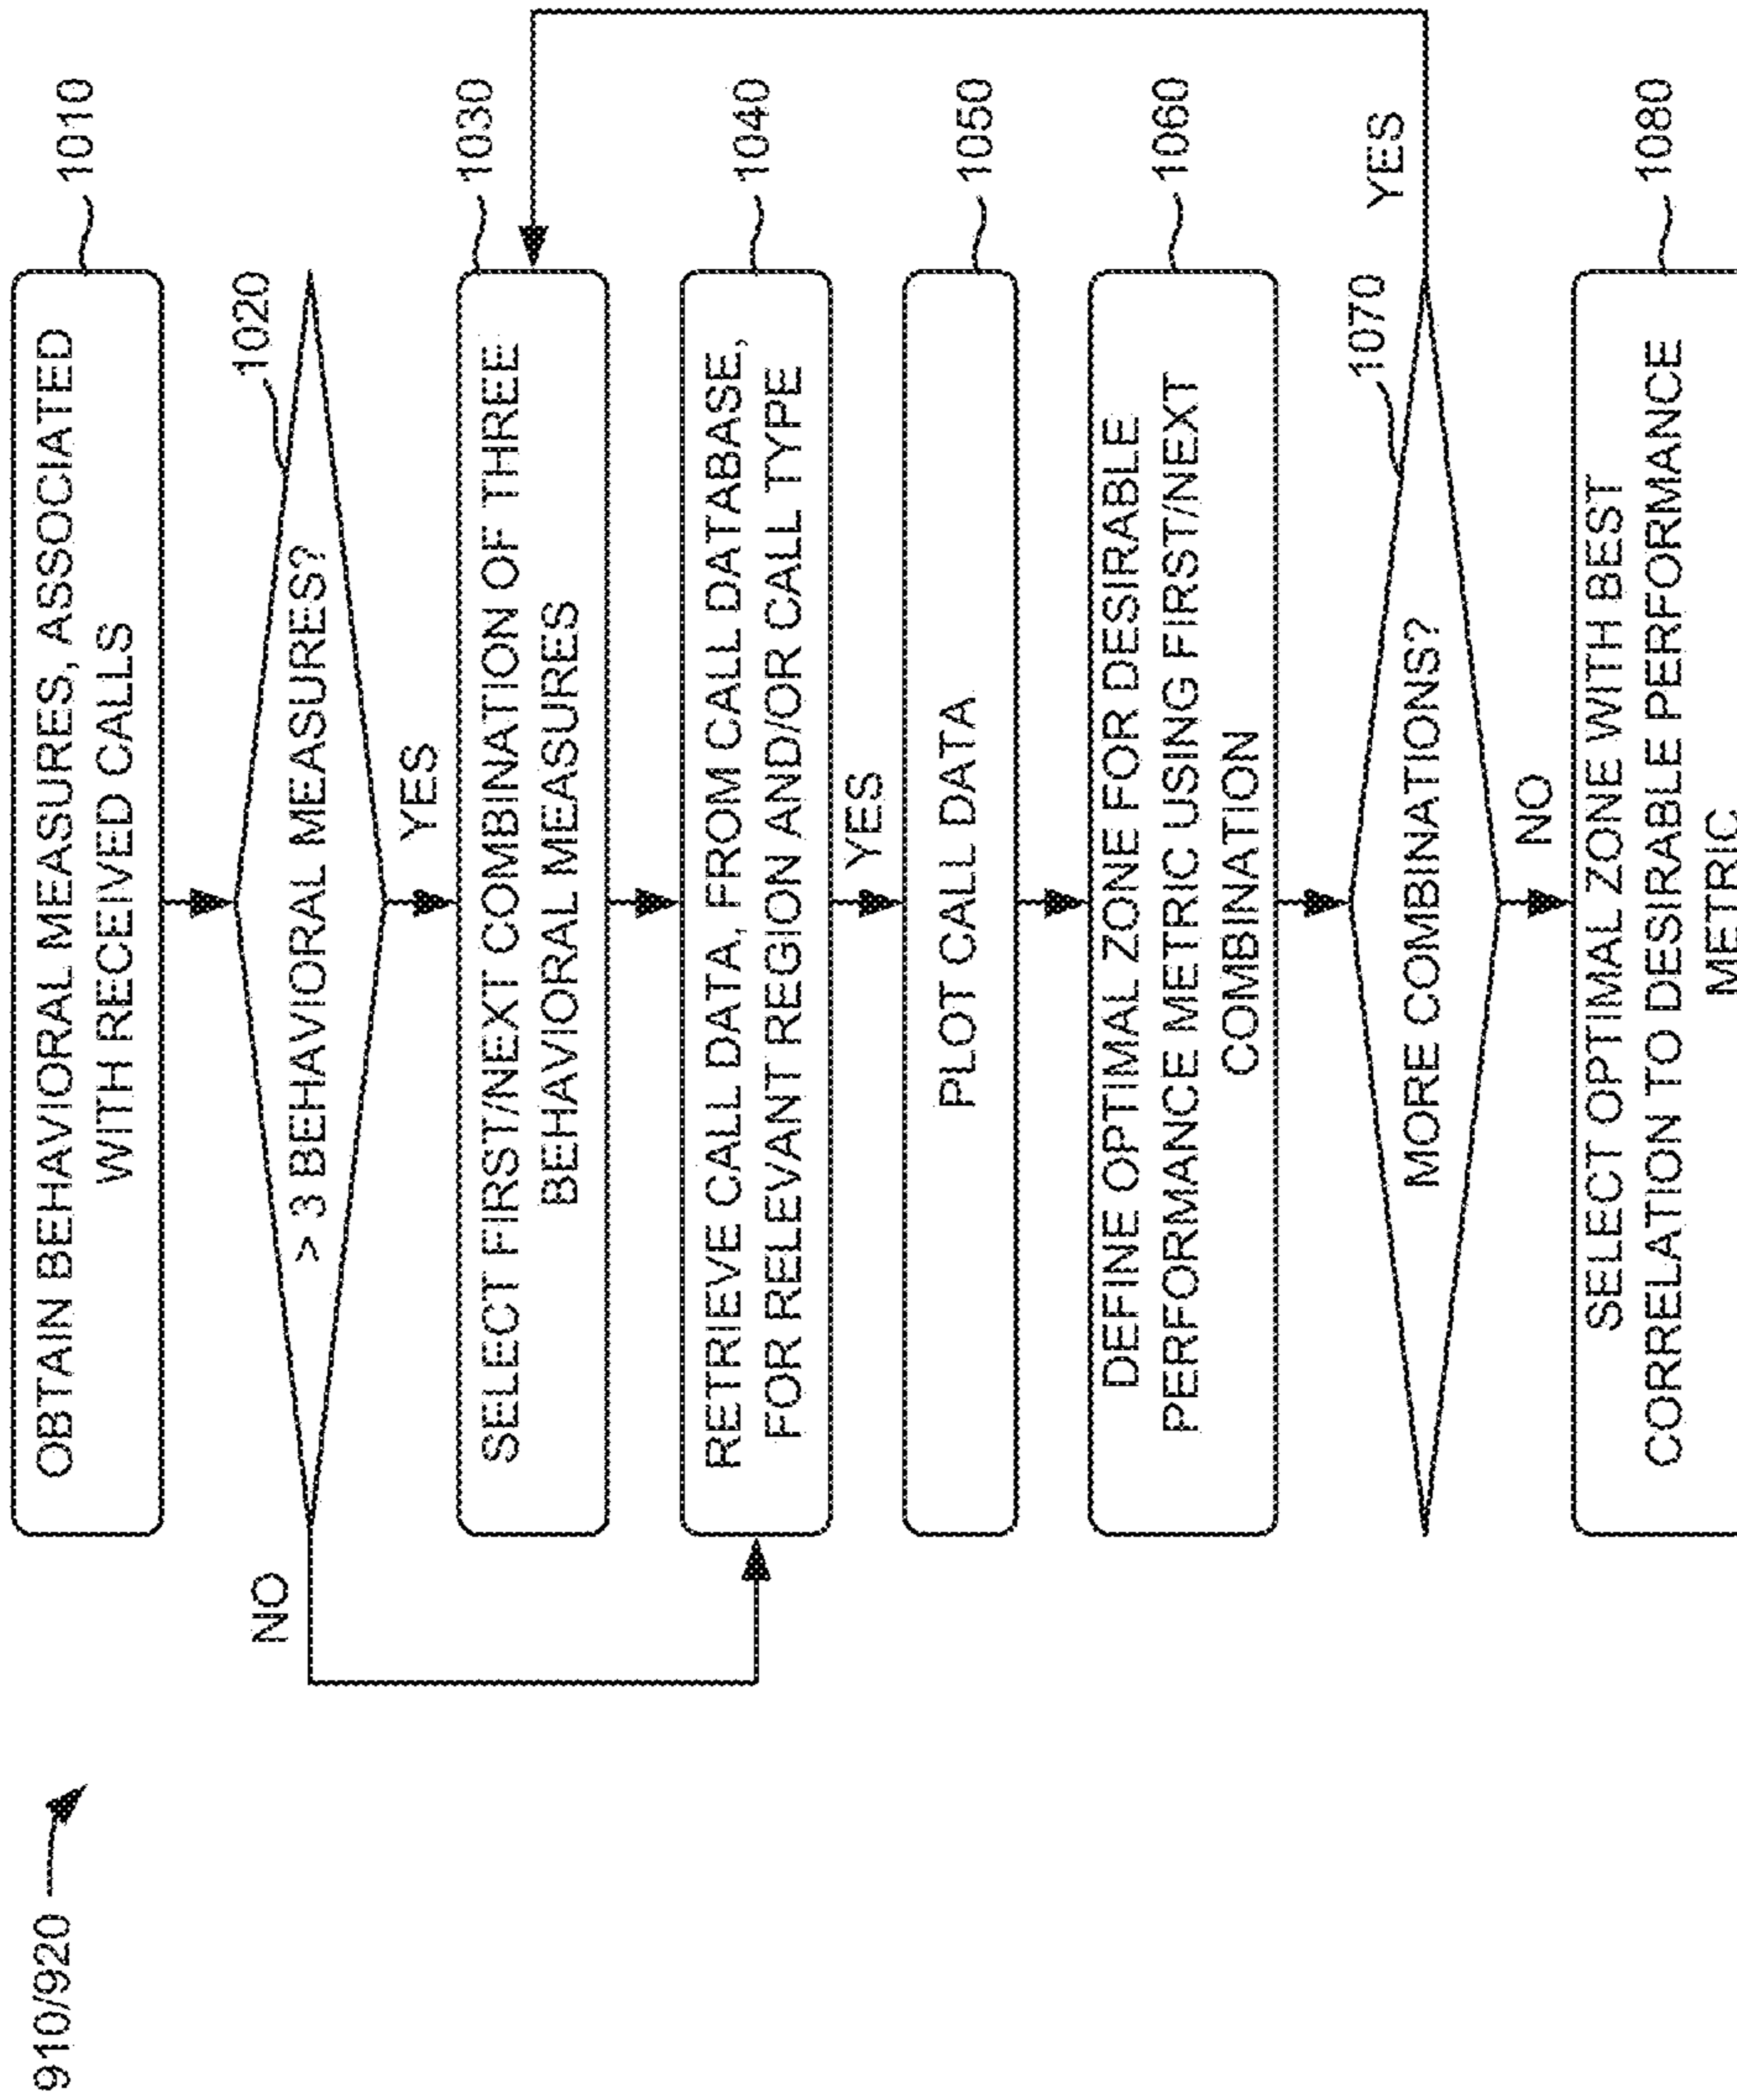 910/920
OBTAIN BEHAVIORAL MEASURES, ASSOCIATED
WITH RECEIVED CALLS
1010
> 3 BEHAVIORAL MEASURES?
1020
NO
YES
SELECT FIRST/NEXT COMBINATION OF THREE
BEHAVIORAL MEASURES
1030
RETRIEVE CALL DATA, FROM CALL DATABASE,
FOR RELEVANT REGION AND/OR CALL TYPE
1040
YES
PLOT CALL DATA
1050
DEFINE OPTIMAL ZONE FOR DESIRABLE
PERFORMANCE METRIC USING FIRST/NEXT
COMBINATION
1060
MORE COMBINATIONS?
1070
YES
NO
SELECT OPTIMAL ZONE WITH BEST
CORRELATION TO DESIRABLE PERFORMANCE
METRIC
1080